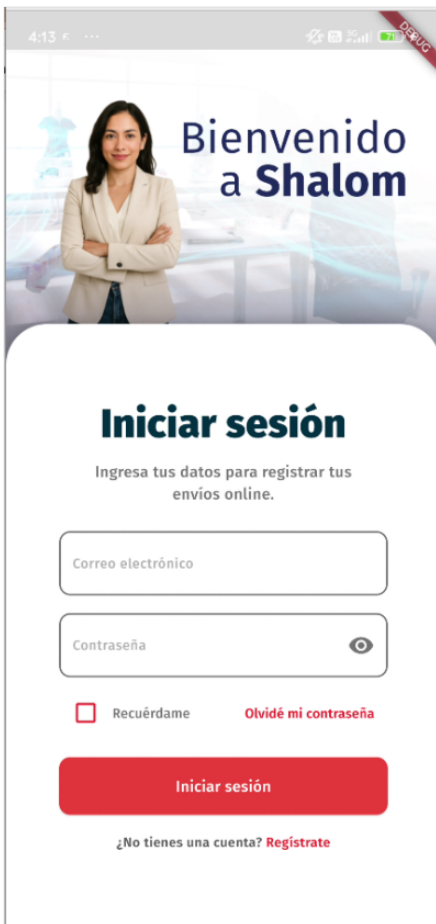 4:13
DEBUG
Bienvenido
a Shalom
Iniciar sesión
Ingresa tus datos para registrar tus
envíos online.
Correo electrónico
Contraseña
Recuérdame Olvidé mi contraseña
Iniciar sesión
¿No tienes una cuenta? Regístrate